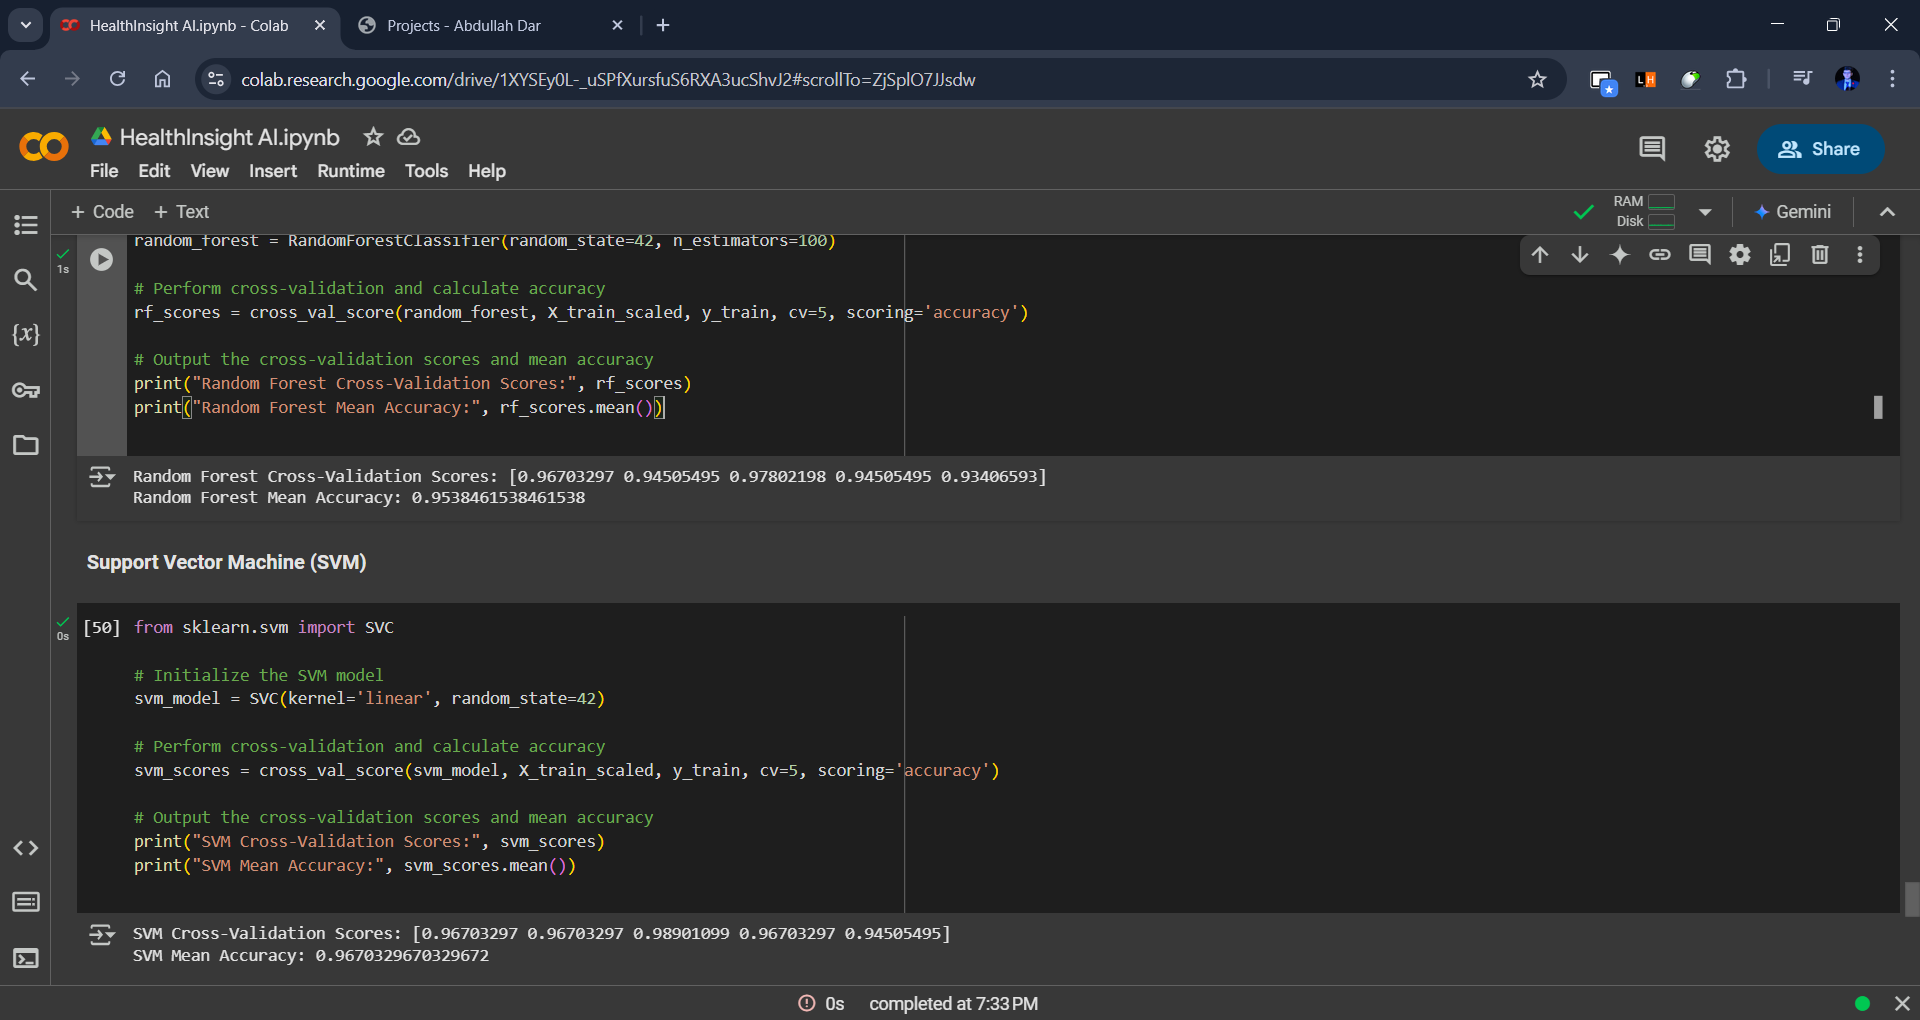 HealthInsight AI.ipynb - Colab
Projects - Abdullah Dar
colab.research.google.com/drive/1XYSEy0L-_uSPfXursfuS6RXA3ucShvJ2#scrollTo=ZjSplO7JJsdw
LH
CO HealthInsight AI.ipynb
File Edit View Insert Runtime Tools Help
Share
+ Code + Text
RAM
Disk
Gemini
1s
random_forest = RandomForestClassifier(random_state=42, n_estimators=100)
# Perform cross-validation and calculate accuracy
rf_scores = cross_val_score(random_forest, X_train_scaled, y_train, cv=5, scoring='accuracy')
# Output the cross-validation scores and mean accuracy
print("Random Forest Cross-Validation Scores:", rf_scores)
print("Random Forest Mean Accuracy:", rf_scores.mean())
{x}
Random Forest Cross-Validation Scores: [0.96703297 0.94505495 0.97802198 0.94505495 0.93406593]
Random Forest Mean Accuracy: 0.9538461538461538
Support Vector Machine (SVM)
0s
[50] from sklearn.svm import SVC
# Initialize the SVM model
svm_model = SVC(kernel='linear', random_state=42)
# Perform cross-validation and calculate accuracy
svm_scores = cross_val_score(svm_model, X_train_scaled, y_train, cv=5, scoring='accuracy')
# Output the cross-validation scores and mean accuracy
print("SVM Cross-Validation Scores:", svm_scores)
print("SVM Mean Accuracy:", svm_scores.mean())
SVM Cross-Validation Scores: [0.96703297 0.96703297 0.98901099 0.96703297 0.94505495]
SVM Mean Accuracy: 0.9670329670329672
0s completed at 7:33 PM